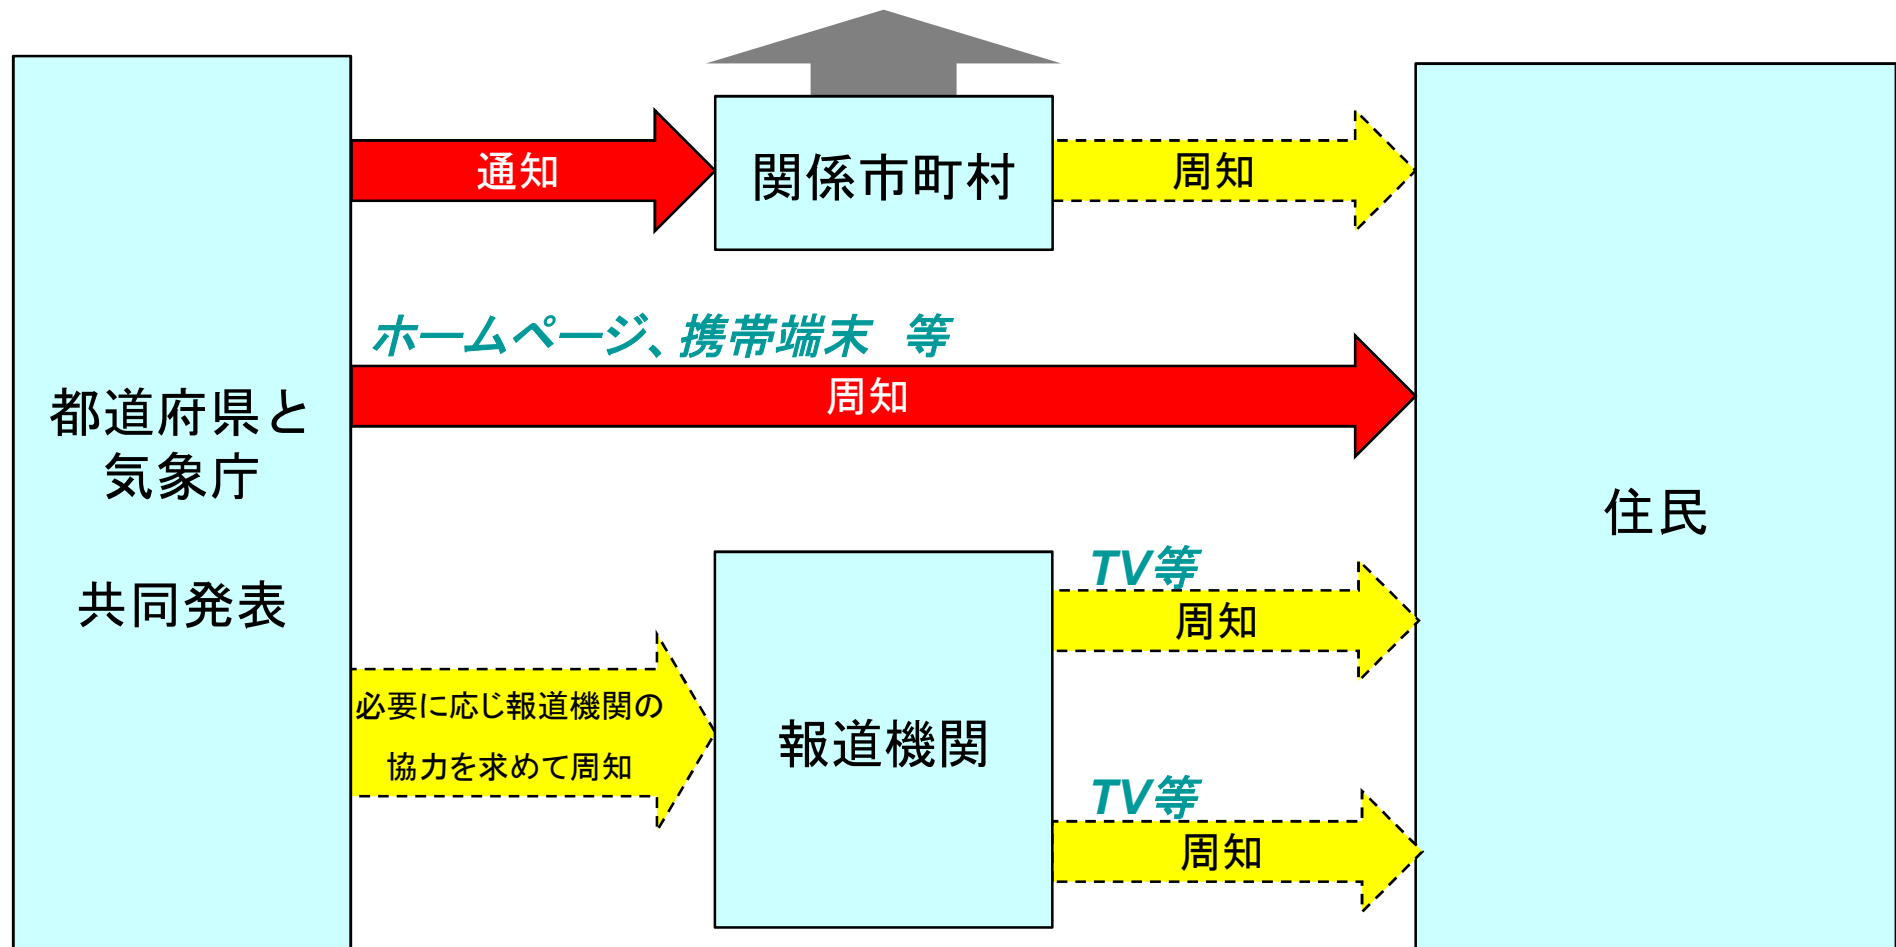 通知
関係市町村
周知
ホームページ、携帯端末　等
周知
都道府県と
気象庁
共同発表
住民
TV等
周知
必要に応じ報道機関の
協力を求めて周知
報道機関
TV等
周知